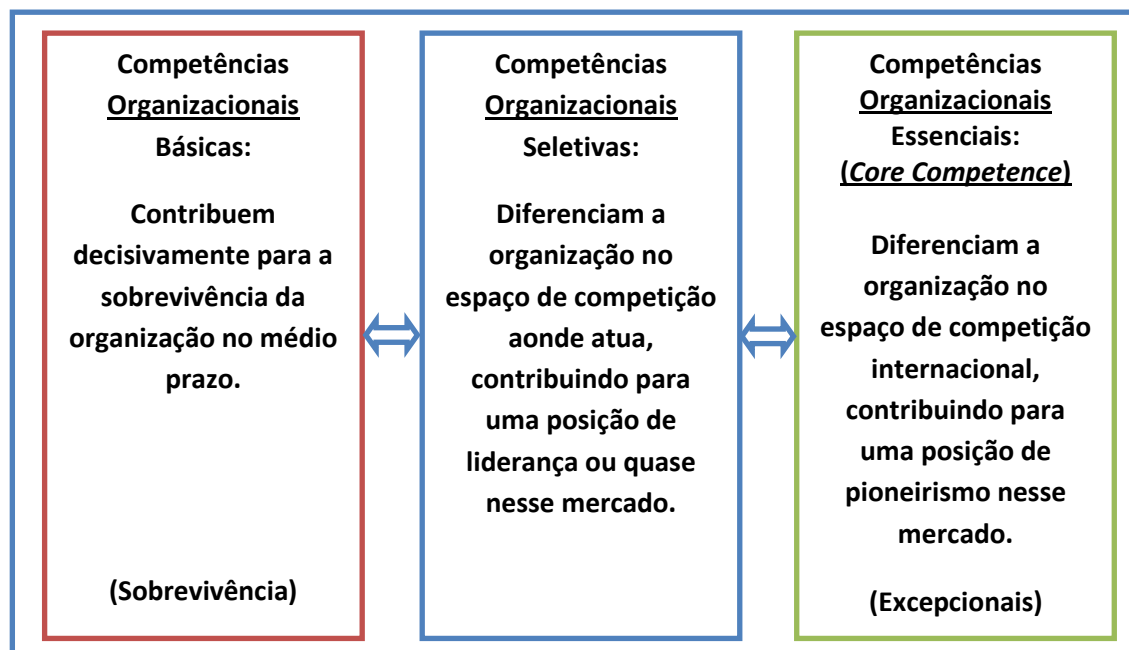 Competências
Organizacionais
Básicas:
Contribuem
decisivamente para a
sobrevivência da
organização no médio
prazo.
(Sobrevivência)
Competências
Organizacionais
Seletivas:
Diferenciam a
organização no
espaço de competição
aonde atua,
contribuindo para
uma posição de
liderança ou quase
nesse mercado.
Competências
Organizacionais
Essenciais:
(Core Competence)
Diferenciam a
organização no
espaço de competição
internacional,
contribuindo para
uma posição de
pioneirismo nesse
mercado.
(Excepcionais)